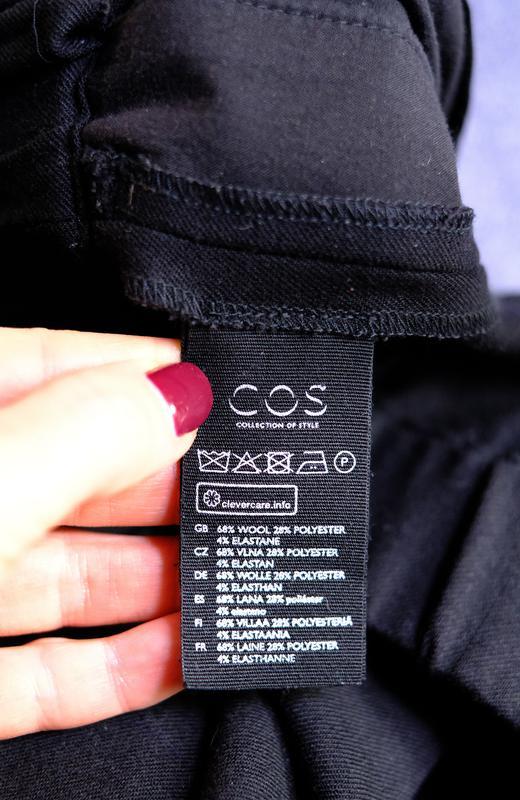 COS
COLLECTION OF STYLE
P
clevercare.info
GB 68% WOOL 28% POLYESTER
4% ELASTANE
CZ 68% VLNA 28% POLYESTER
4% ELASTAN
DE 68% WOLLE 28% POLYESTER
4% ELASTHAN
ES 68% LANA 28% poliéster
4% elastano
FI 68% VILLAA 28% POLYESTERIÄ
4% ELASTAANIA
FR 68% LAINE 28% POLYESTER
4% ELASTHANNE